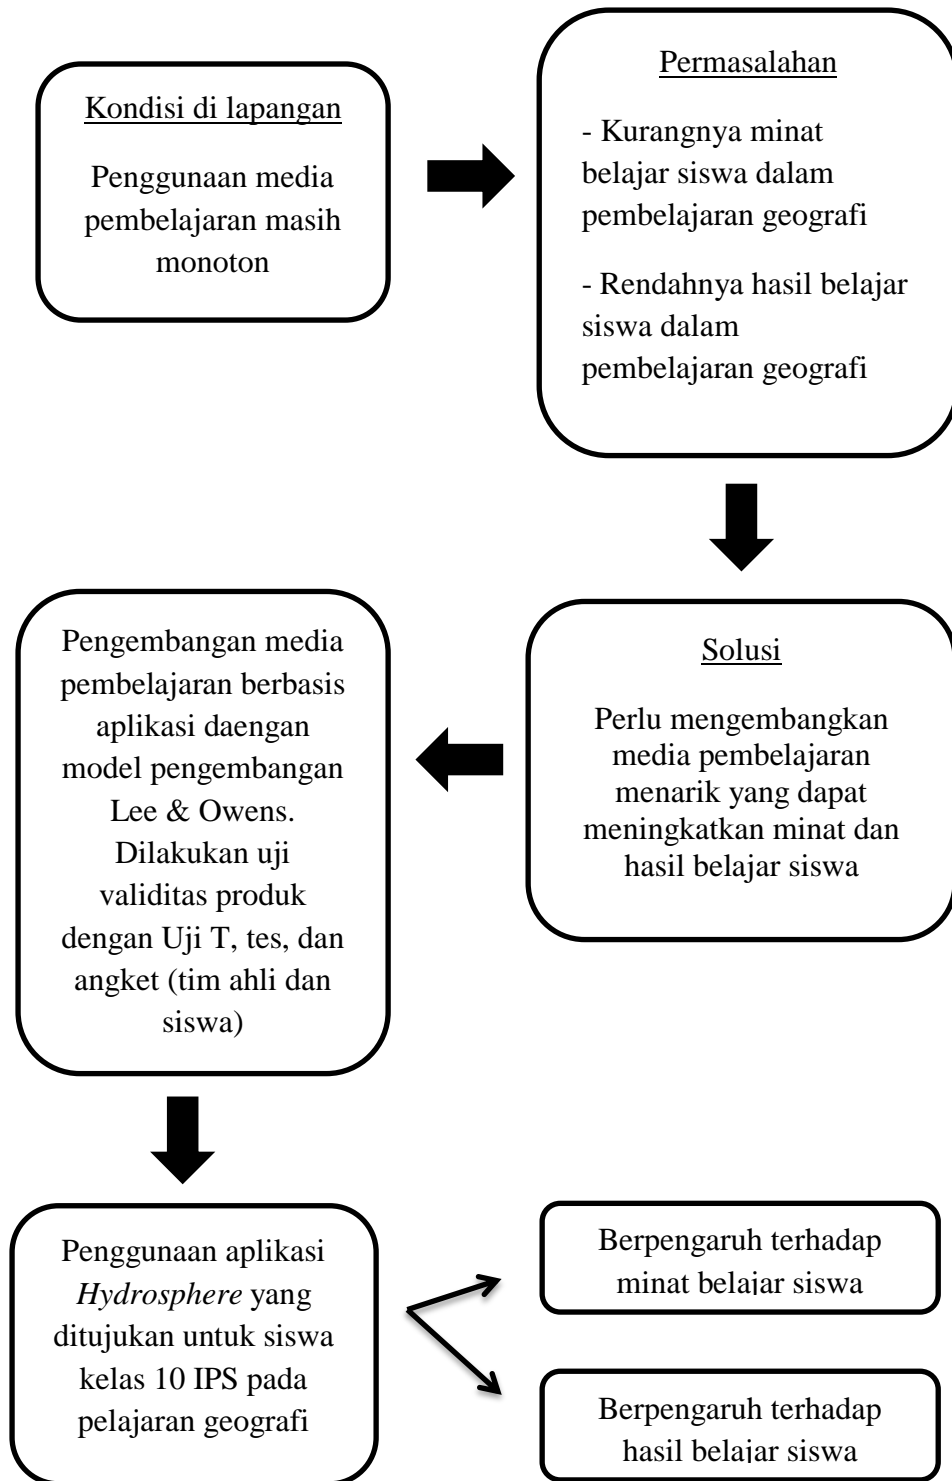 Kondisi di lapangan
Penggunaan media
pembelajaran masih
monoton
Permasalahan
- Kurangnya minat
belajar siswa dalam
pembelajaran geografi
- Rendahnya hasil belajar
siswa dalam
pembelajaran geografi
Solusi
Perlu mengembangkan
media pembelajaran
menarik yang dapat
meningkatkan minat dan
hasil belajar siswa
Pengembangan media
pembelajaran berbasis
aplikasi daengan
model pengembangan
Lee & Owens.
Dilakukan uji
validitas produk
dengan Uji T, tes, dan
angket (tim ahli dan
siswa)
Penggunaan aplikasi
Hydrosphere yang
ditujukan untuk siswa
kelas 10 IPS pada
pelajaran geografi
Berpengaruh terhadap
minat belajar siswa
Berpengaruh terhadap
hasil belajar siswa